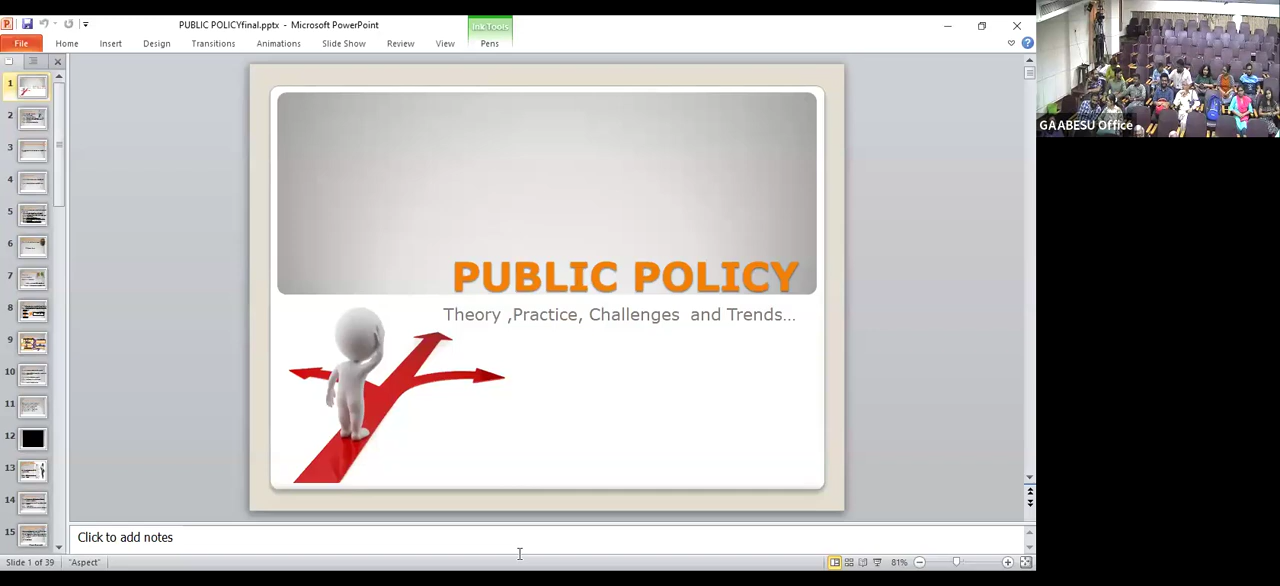 PUBLIC POLICYfinal.pptx - Microsoft PowerPoint
Ink Tools
File Home Insert Design Transitions Animations Slide Show Review View Pens
1
2
3
4
5
6
7
8
9
10
11
12
13
14
15
PUBLIC POLICY
Theory ,Practice, Challenges and Trends...
Click to add notes
Slide 1 of 39 "Aspect" 81%
GAABESU Office